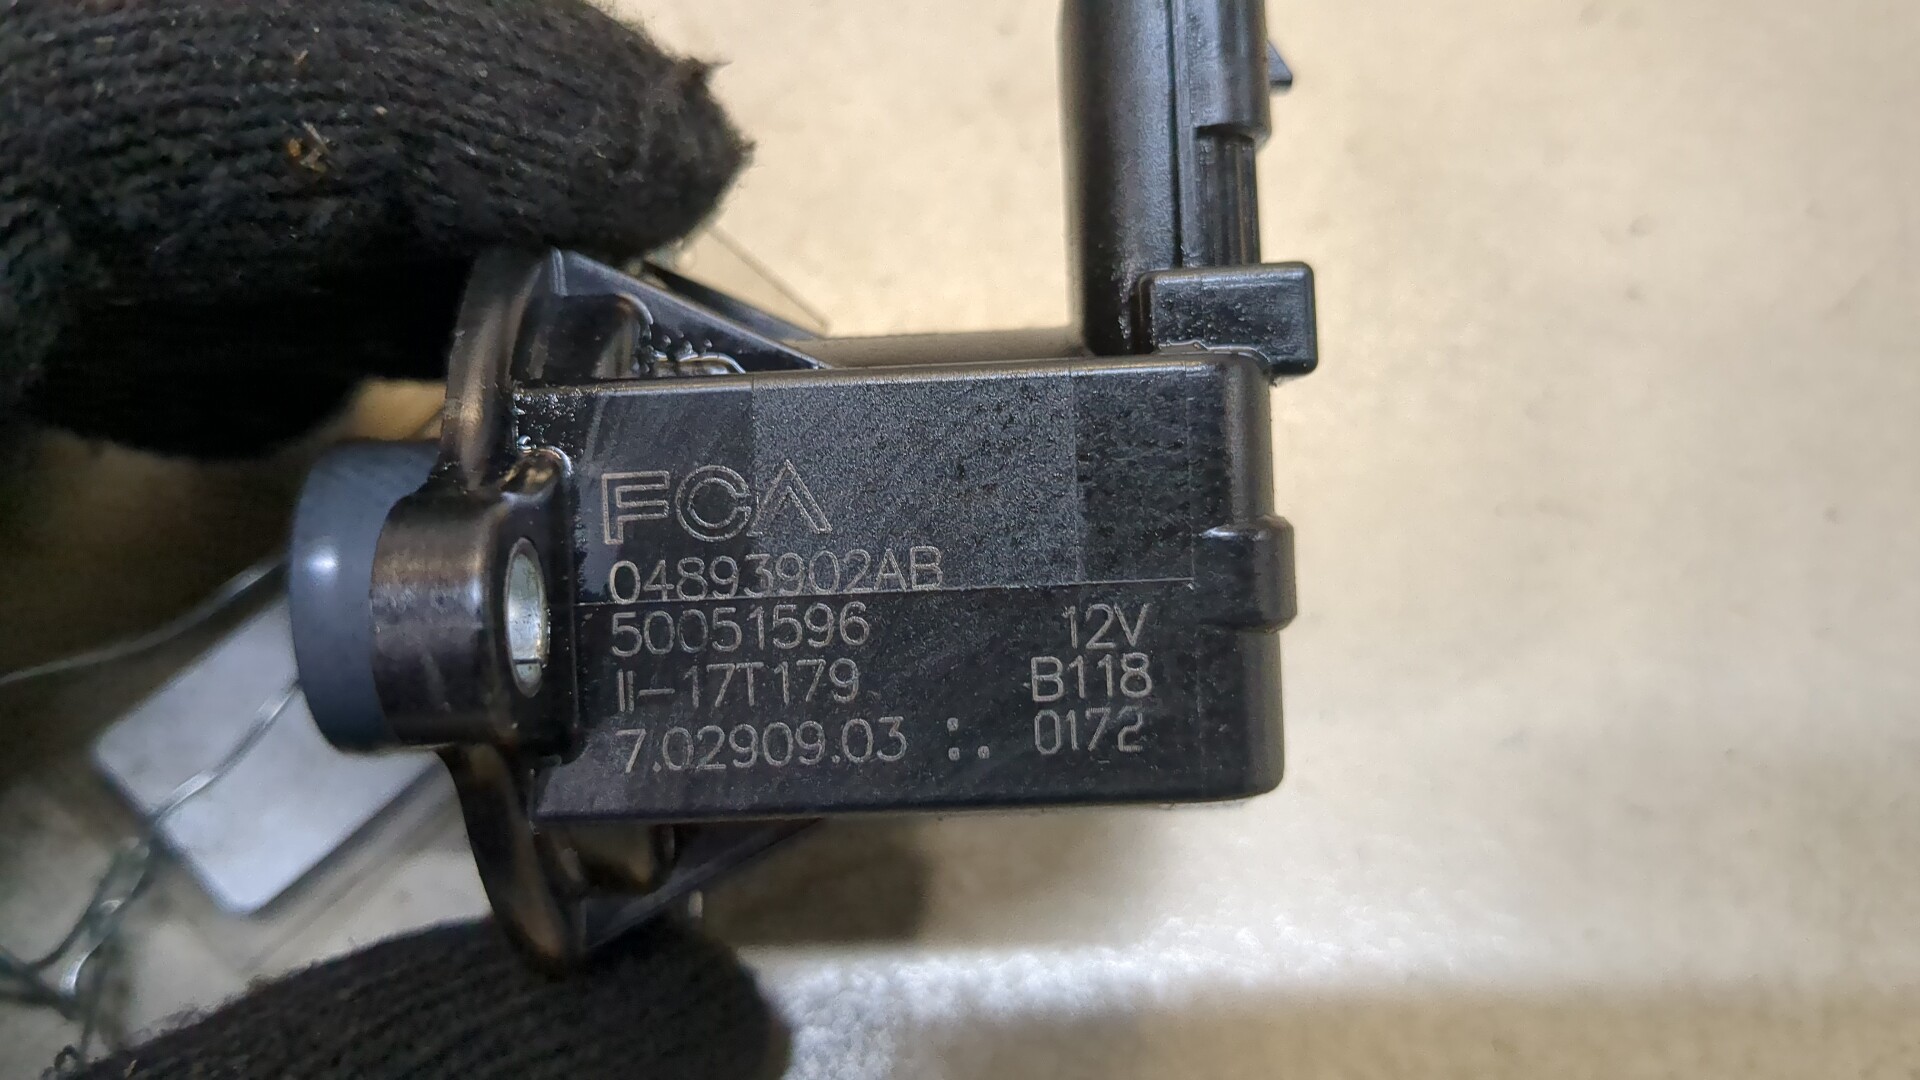 FCA
04893902AB
50051596 12V
II-17T179 B118
7.02909.03 0172